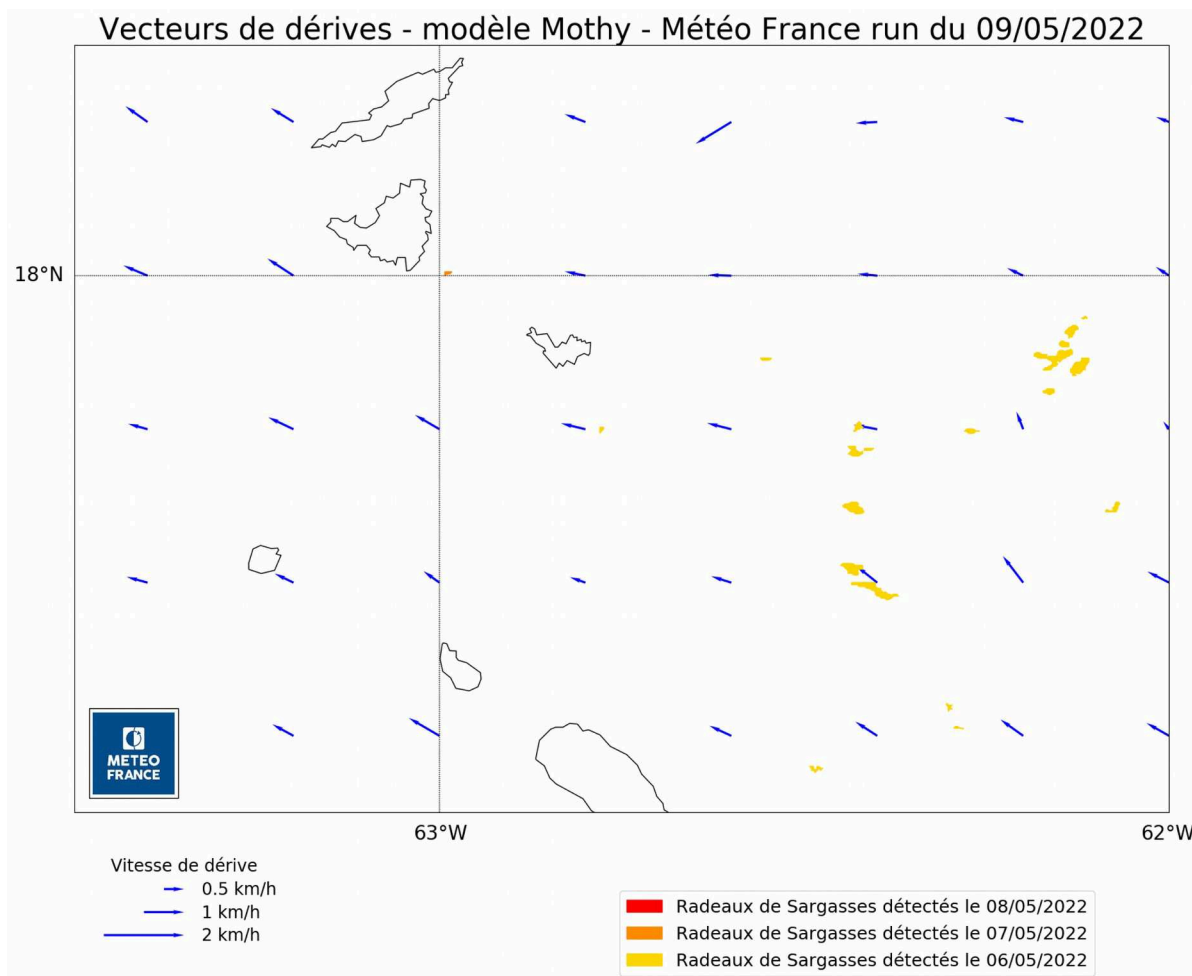 Vecteurs de dérives - modèle Mothy - Météo France run du 09/05/2022
18°N
METEO
FRANCE
63°W
62°W
Vitesse de dérive
0.5 km/h
1 km/h
2 km/h
Radeaux de Sargasses détectés le 08/05/2022
Radeaux de Sargasses détectés le 07/05/2022
Radeaux de Sargasses détectés le 06/05/2022